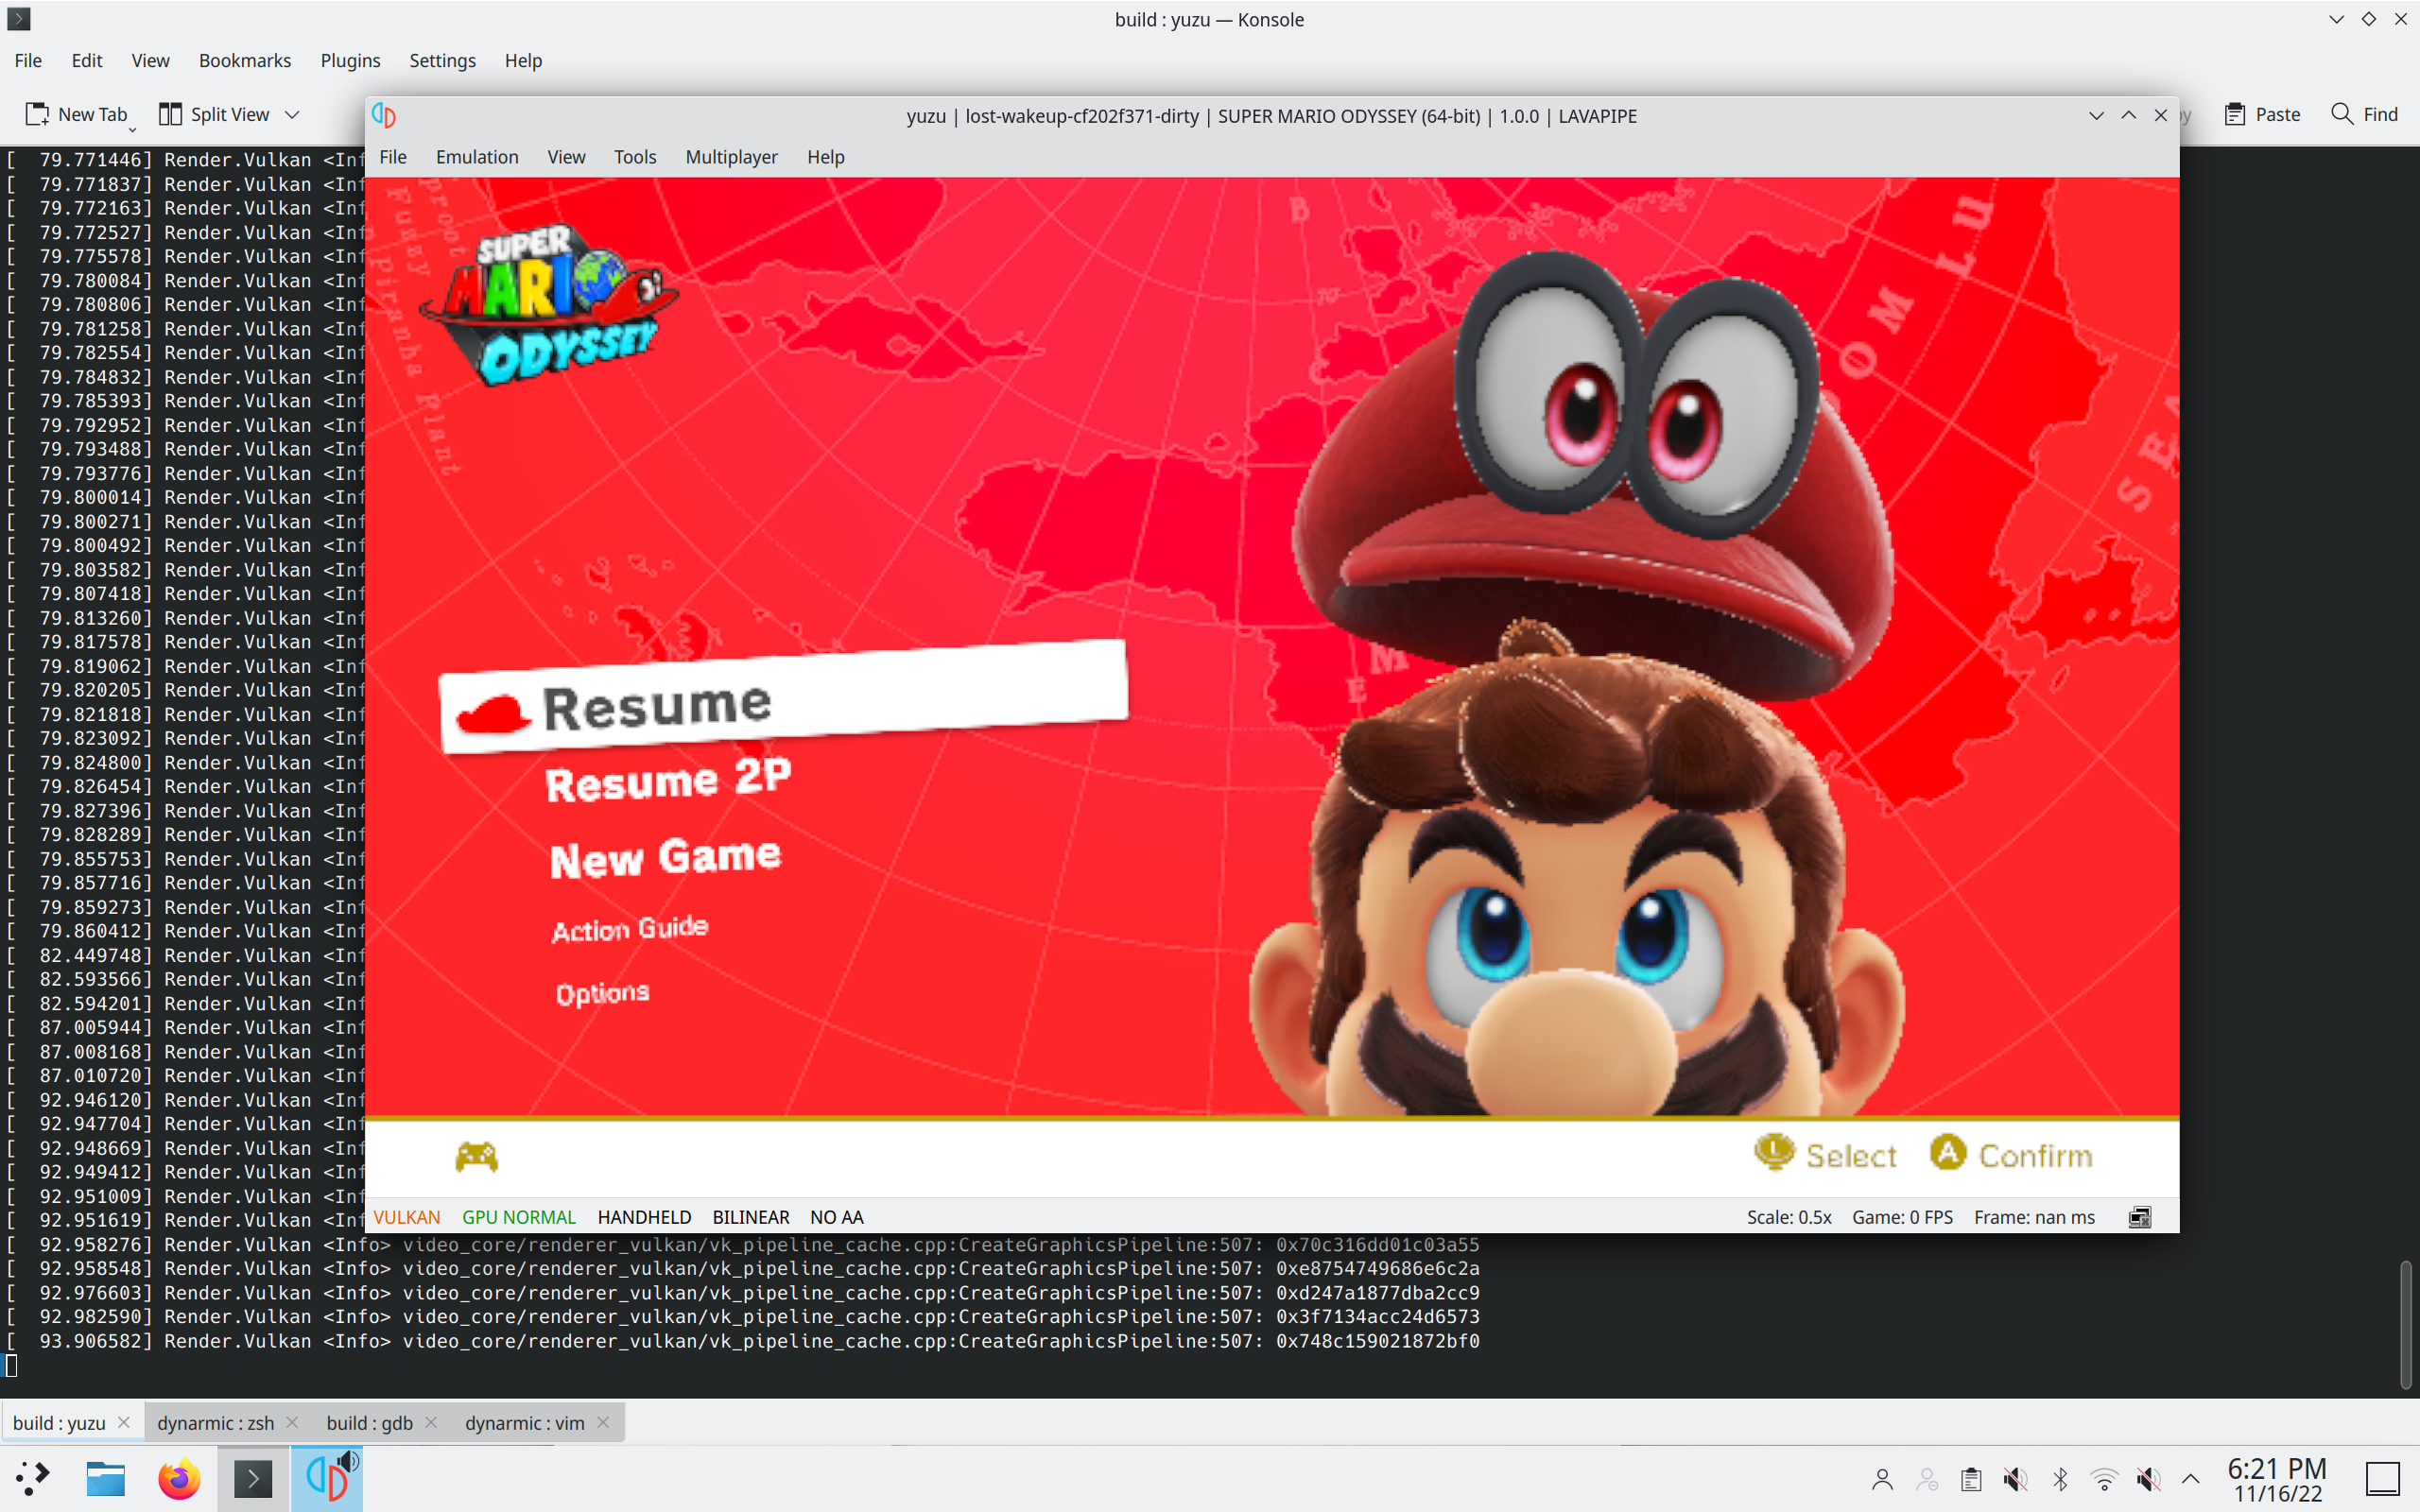 build : yuzu — Konsole
File Edit View Bookmarks Plugins Settings Help
New Tab Split View Paste Find
yuzu | lost-wakeup-cf202f371-dirty | SUPER MARIO ODYSSEY (64-bit) | 1.0.0 | LAVAPIPE
File Emulation View Tools Multiplayer Help
[ 79.771446] Render.Vulkan <Inf
[ 79.771837] Render.Vulkan <Inf
[ 79.772163] Render.Vulkan <Inf
[ 79.772527] Render.Vulkan <Inf
[ 79.775578] Render.Vulkan <Inf
[ 79.780084] Render.Vulkan <Inf
[ 79.780806] Render.Vulkan <Inf
[ 79.781258] Render.Vulkan <Inf
[ 79.782554] Render.Vulkan <Inf
[ 79.784832] Render.Vulkan <Inf
[ 79.785393] Render.Vulkan <Inf
[ 79.792952] Render.Vulkan <Inf
[ 79.793488] Render.Vulkan <Inf
[ 79.793776] Render.Vulkan <Inf
[ 79.800014] Render.Vulkan <Inf
[ 79.800271] Render.Vulkan <Inf
[ 79.800492] Render.Vulkan <Inf
[ 79.803582] Render.Vulkan <Inf
[ 79.807418] Render.Vulkan <Inf
[ 79.813260] Render.Vulkan <Inf
[ 79.817578] Render.Vulkan <Inf
[ 79.819062] Render.Vulkan <Inf
[ 79.820205] Render.Vulkan <Inf
[ 79.821818] Render.Vulkan <Inf
[ 79.823092] Render.Vulkan <Inf
[ 79.824800] Render.Vulkan <Inf
[ 79.826454] Render.Vulkan <Inf
[ 79.827396] Render.Vulkan <Inf
[ 79.828289] Render.Vulkan <Inf
[ 79.855753] Render.Vulkan <Inf
[ 79.857716] Render.Vulkan <Inf
[ 79.859273] Render.Vulkan <Inf
[ 79.860412] Render.Vulkan <Inf
[ 82.449748] Render.Vulkan <Inf
[ 82.593566] Render.Vulkan <Inf
[ 82.594201] Render.Vulkan <Inf
[ 87.005944] Render.Vulkan <Inf
[ 87.008168] Render.Vulkan <Inf
[ 87.010720] Render.Vulkan <Inf
[ 92.946120] Render.Vulkan <Inf
[ 92.947704] Render.Vulkan <Inf
[ 92.948669] Render.Vulkan <Inf
[ 92.949412] Render.Vulkan <Inf
[ 92.951009] Render.Vulkan <Inf
[ 92.951619] Render.Vulkan <Inf
[ 92.958276] Render.Vulkan <Info> video_core/renderer_vulkan/vk_pipeline_cache.cpp:CreateGraphicsPipeline:507: 0x70c316dd01c03a55
[ 92.958548] Render.Vulkan <Info> video_core/renderer_vulkan/vk_pipeline_cache.cpp:CreateGraphicsPipeline:507: 0xe8754749686e6c2a
[ 92.976603] Render.Vulkan <Info> video_core/renderer_vulkan/vk_pipeline_cache.cpp:CreateGraphicsPipeline:507: 0xd247a1877dba2cc9
[ 92.982590] Render.Vulkan <Info> video_core/renderer_vulkan/vk_pipeline_cache.cpp:CreateGraphicsPipeline:507: 0x3f7134acc24d6573
[ 93.906582] Render.Vulkan <Info> video_core/renderer_vulkan/vk_pipeline_cache.cpp:CreateGraphicsPipeline:507: 0x748c159021872bf0
Fuzzy
Piranha Plant
SUPER
MARIO
ODYSSEY
B
70
M
E
L U
O M
S E A
Resume
Resume 2P
New Game
Action Guide
Options
L Select A Confirm
VULKAN GPU NORMAL HANDHELD BILINEAR NO AA Scale: 0.5x Game: 0 FPS Frame: nan ms
build : yuzu dynarmic : zsh build : gdb dynarmic : vim
6:21 PM
11/16/22